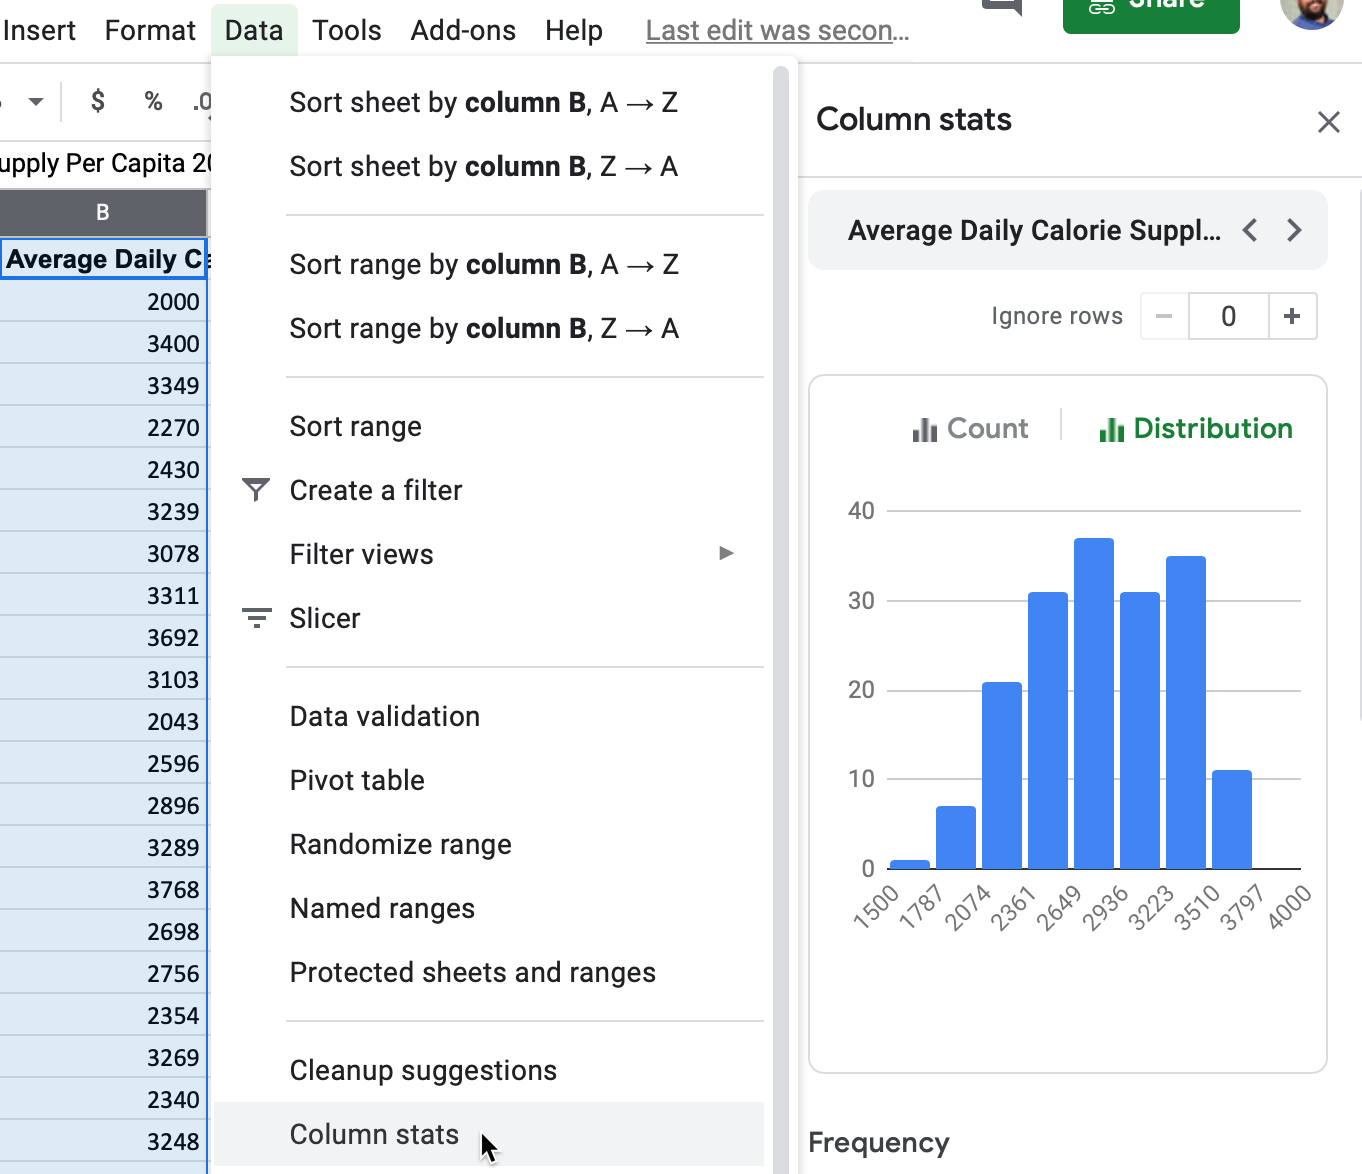 Insert Format Data Tools Add-ons Help Last edit was secon...
Share
$ % .0
upply Per Capita 20
B
Average Daily Ca
2000
3400
3349
2270
2430
3239
3078
3311
3692
3103
2043
2596
2896
3289
3768
2698
2756
2354
3269
2340
3248
Sort sheet by column B, A → Z
Sort sheet by column B, Z → A
Sort range by column B, A → Z
Sort range by column B, Z → A
Sort range
Create a filter
Filter views
Slicer
Data validation
Pivot table
Randomize range
Named ranges
Protected sheets and ranges
Cleanup suggestions
Column stats
Column stats
Average Daily Calorie Suppl...
Ignore rows − 0 +
Count Distribution
40
30
20
10
0
1500 1787 2074 2361 2649 2936 3223 3510 3797 4000
Frequency